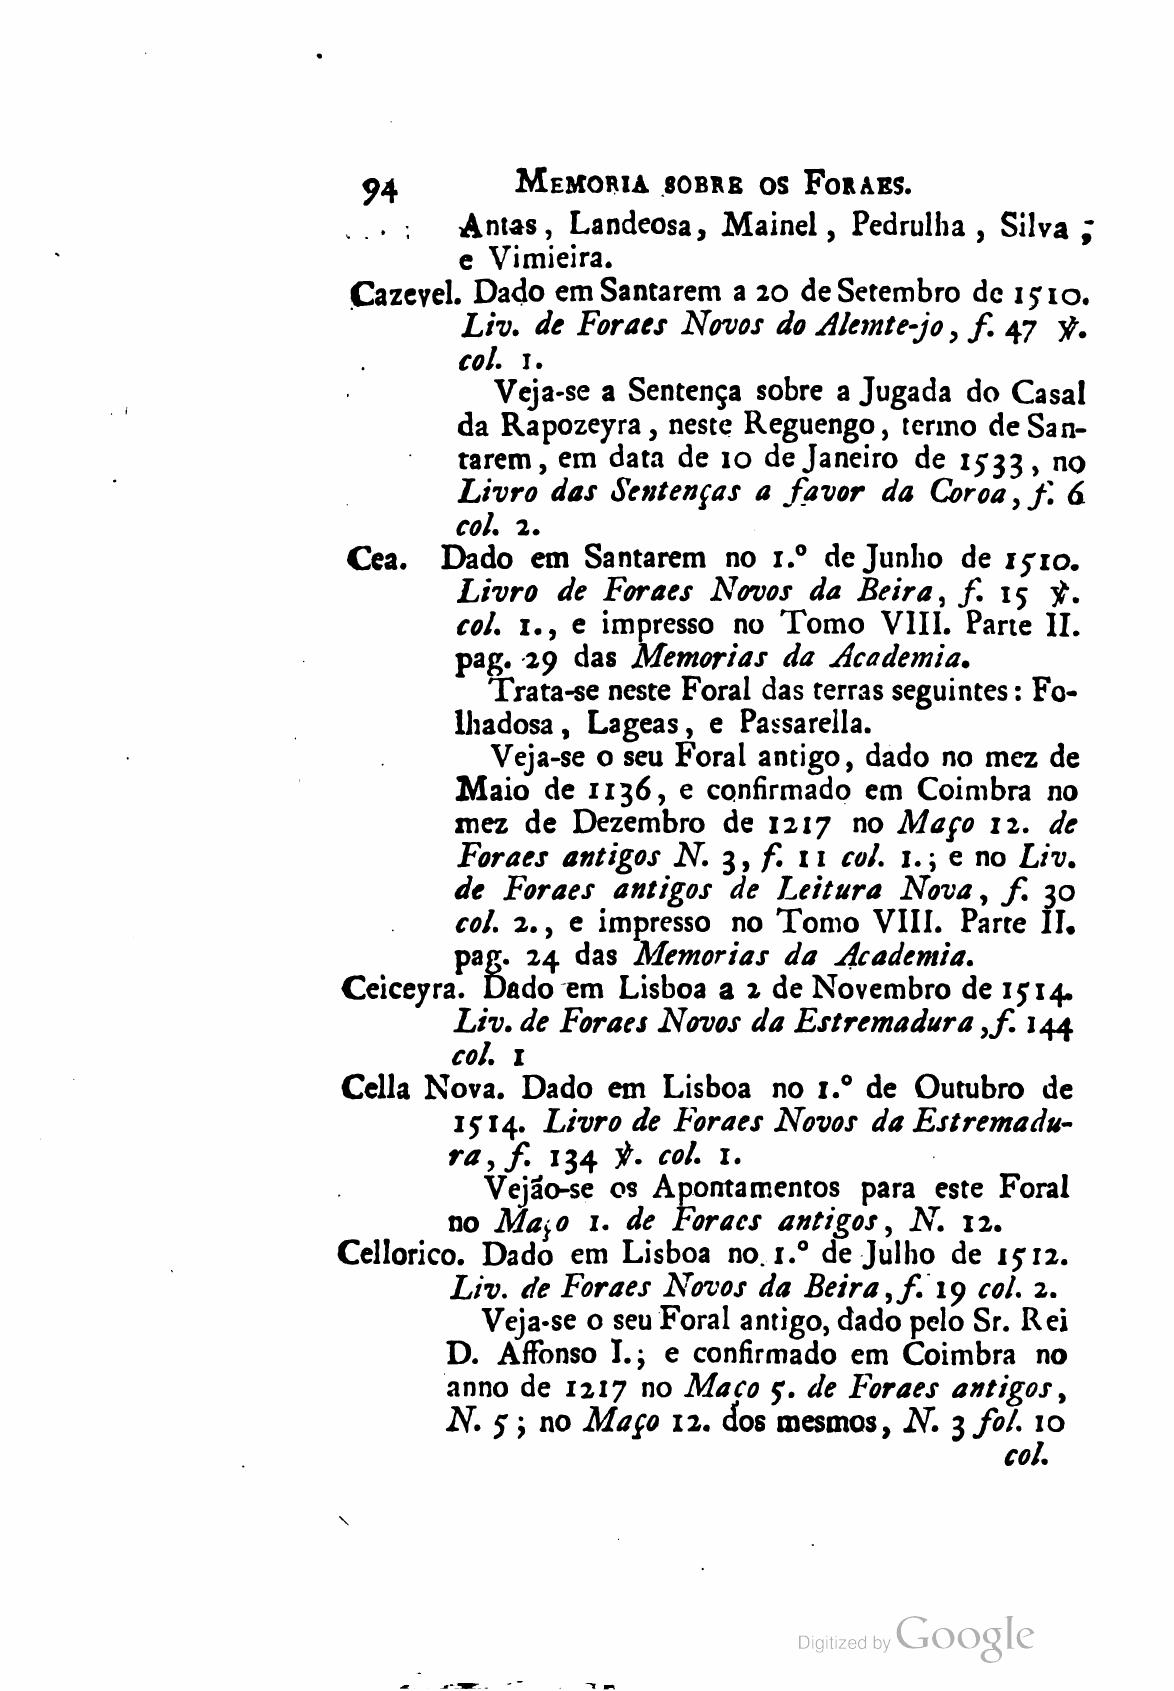 94 MEMORIA SOBRE OS FORAES.
Antas, Landeosa, Mainel, Pedrulha, Silva,
e Vimieira.
Cazevel. Dado em Santarem a 20 de Setembro de 1510.
Liv. de Foraes Novos do Alemte-jo, f. 47 ℣.
col. 1.
Veja-se a Sentença sobre a Jugada do Casal
da Rapozeyra, neste Reguengo, termo de San-
tarem, em data de 10 de Janeiro de 1533, no
Livro das Sentenças a favor da Coroa, f. 6
col. 2.
Cea. Dado em Santarem no 1.º de Junho de 1510.
Livro de Foraes Novos da Beira, f. 15 ℣.
col. 1., e impresso no Tomo VIII. Parte II.
pag. 29 das Memorias da Academia.
Trata-se neste Foral das terras seguintes: Fo-
lhadosa, Lageas, e Passarella.
Veja-se o seu Foral antigo, dado no mez de
Maio de 1136, e confirmado em Coimbra no
mez de Dezembro de 1217 no Maço 12. de
Foraes antigos N. 3, f. 11 col. 1.; e no Liv.
de Foraes antigos de Leitura Nova, f. 30
col. 2., e impresso no Tomo VIII. Parte II.
pag. 24 das Memorias da Academia.
Ceiceyra. Dado em Lisboa a 2 de Novembro de 1514.
Liv. de Foraes Novos da Estremadura, f. 144
col. 1
Cella Nova. Dado em Lisboa no 1.º de Outubro de
1514. Livro de Foraes Novos da Estremadu-
ra, f. 134 ℣. col. 1.
Vejão-se os Apontamentos para este Foral
no Maço 1. de Foraes antigos, N. 12.
Cellorico. Dado em Lisboa no 1.º de Julho de 1512.
Liv. de Foraes Novos da Beira, f. 19 col. 2.
Veja-se o seu Foral antigo, dado pelo Sr. Rei
D. Affonso I.; e confirmado em Coimbra no
anno de 1217 no Maço 5. de Foraes antigos,
N. 5; no Maço 12. dos mesmos, N. 3 fol. 10
col.
Digitized by Google